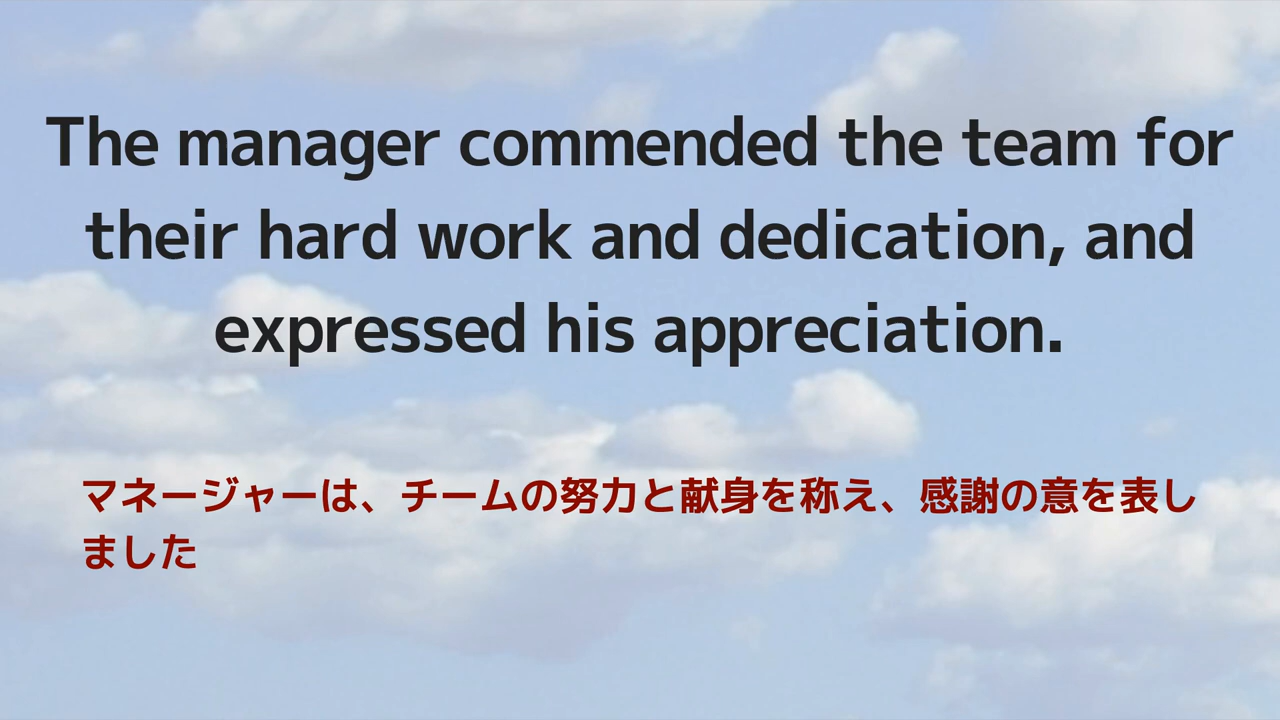 The manager commended the team for
their hard work and dedication, and
expressed his appreciation.
マネージャーは、チームの努力と献身を称え、感謝の意を表し
ました